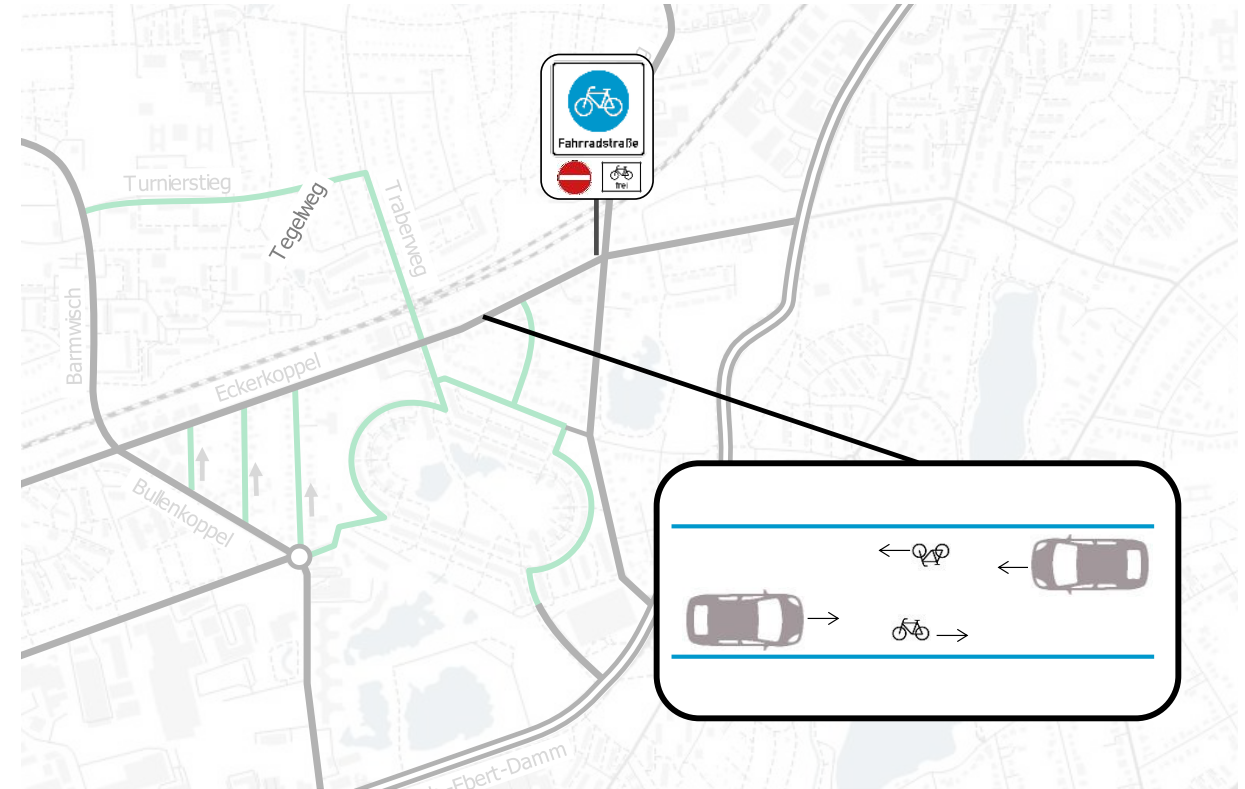 Fahrradstraße
frei
Turnierstieg
Tegelweg
Traberweg
Barmwisch
Eckerkoppel
Bullenkoppel
-Ebert-Damm